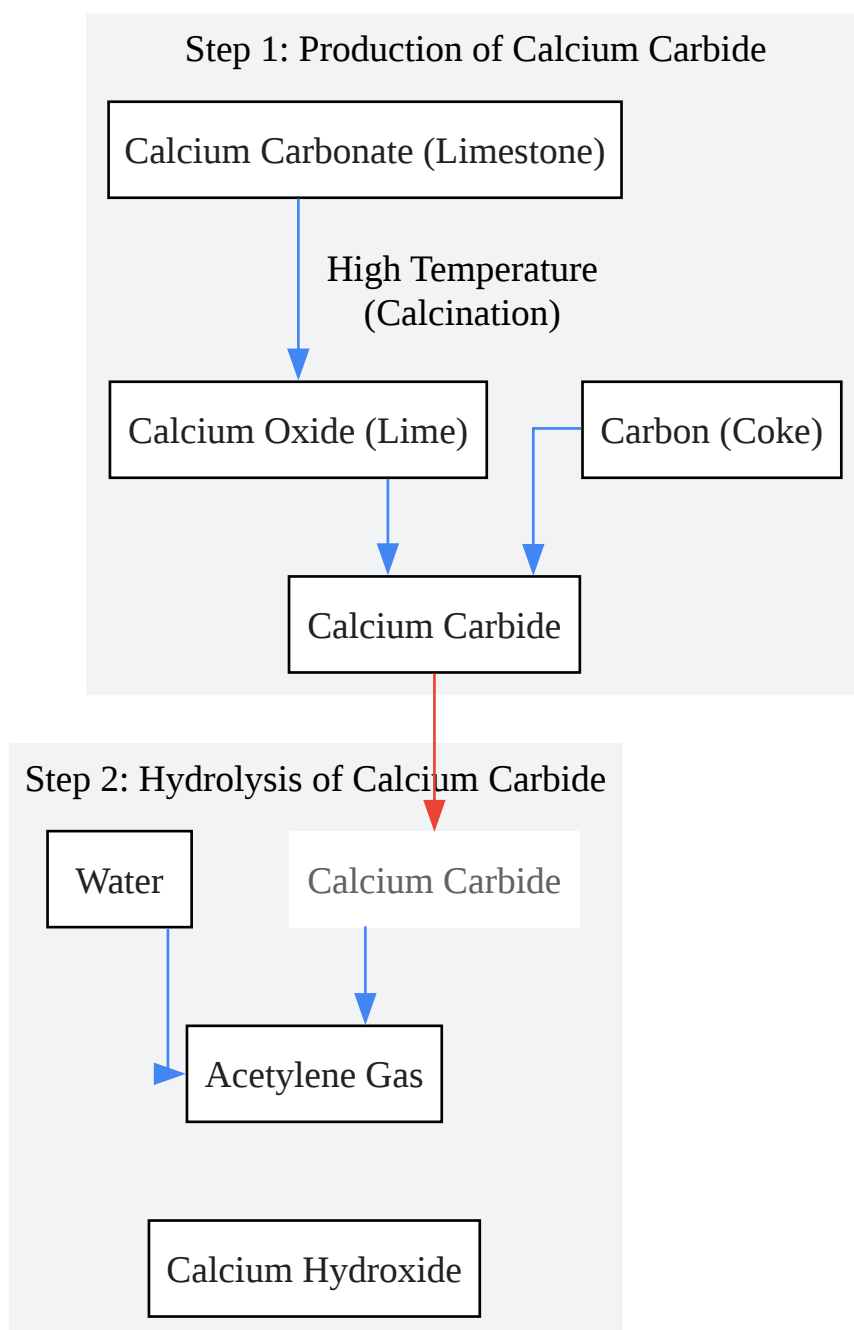 Step 1: Production of Calcium Carbide
Calcium Carbonate (Limestone)
High Temperature
(Calcination)
Calcium Oxide (Lime)
Carbon (Coke)
Calcium Carbide
Step 2: Hydrolysis of Calcium Carbide
Water
Calcium Carbide
Acetylene Gas
Calcium Hydroxide